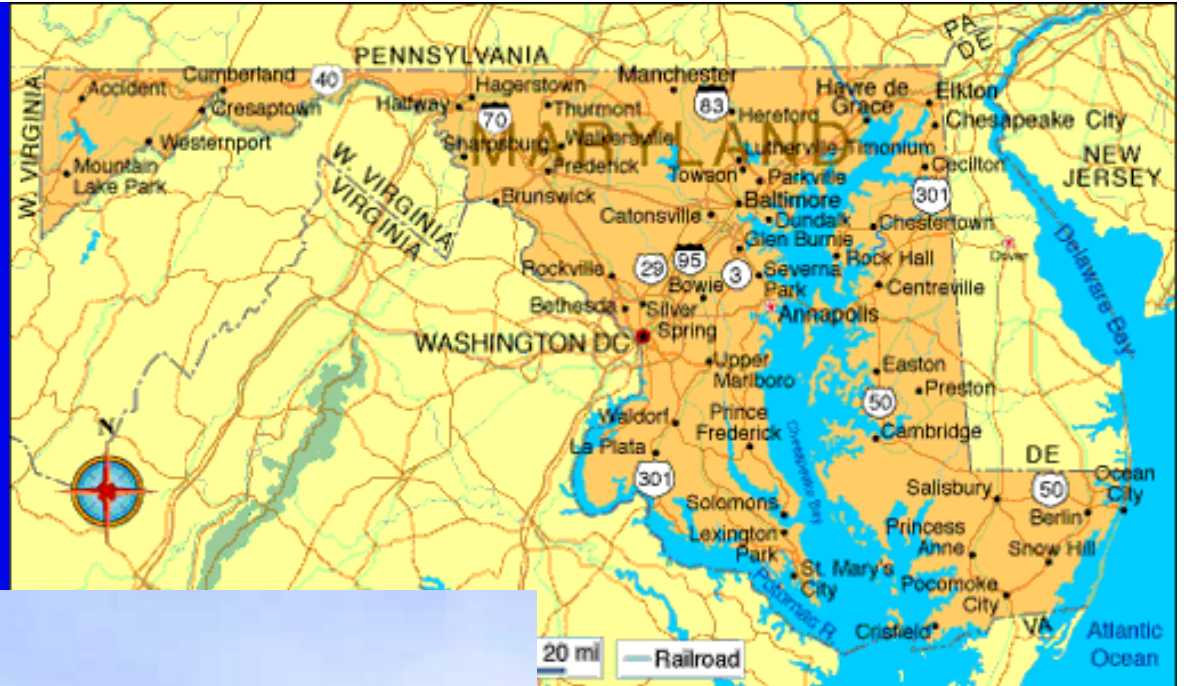 PENNSYLVANIA
PA
DE
W. VIRGINIA
Accident
Cumberland
40
Cresaptown
Westernport
Mountain
Lake Park
Hagerstown
Halfway
70
Thurmont
Manchester
83
Hereford
Havre de
Grace
Elkton
Chesapeake City
MARYLAND
Sharpsburg
Walkersville
Frederick
Lutherville-Timonium
Towson
Parkville
Cecilton
301
NEW
JERSEY
W. VIRGINIA
VIRGINIA
Brunswick
Catonsville
Baltimore
Dundalk
Glen Burnie
Chestertown
Rock Hall
Dover
Delaware Bay
Rockville
29
95
3
Bowie
Severna
Park
Centreville
Bethesda
Silver
Spring
Annapolis
WASHINGTON DC
Upper
Marlboro
Easton
Preston
50
Waldorf
Prince
Frederick
Chesapeake Bay
Cambridge
La Plata
301
N
DE
Ocean
City
Salisbury
50
Berlin
Solomons
Lexington
Park
Princess
Anne
Snow Hill
St. Mary's
City
Pocomoke
City
Potomac R.
Crisfield
VA
Atlantic
Ocean
20 mi
Railroad
1